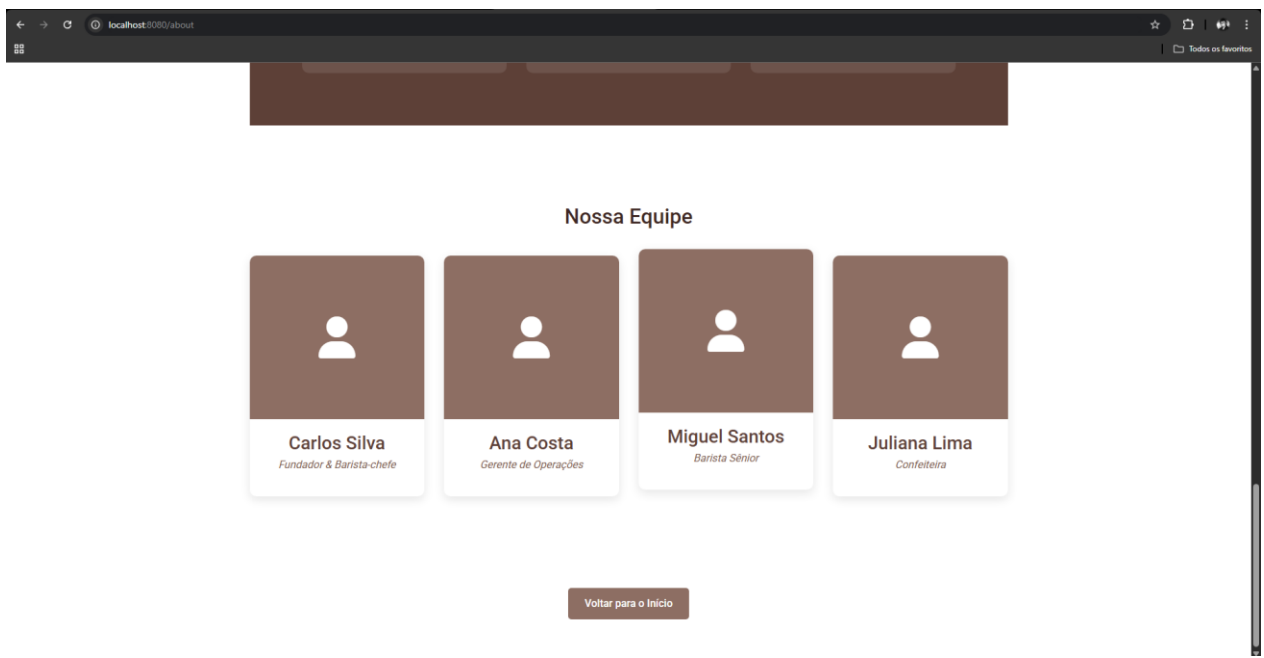 localhost:8080/about
Todos os favoritos
Nossa Equipe
Carlos Silva
Fundador & Barista-chefe
Ana Costa
Gerente de Operações
Miguel Santos
Barista Sênior
Juliana Lima
Confeiteira
Voltar para o Início